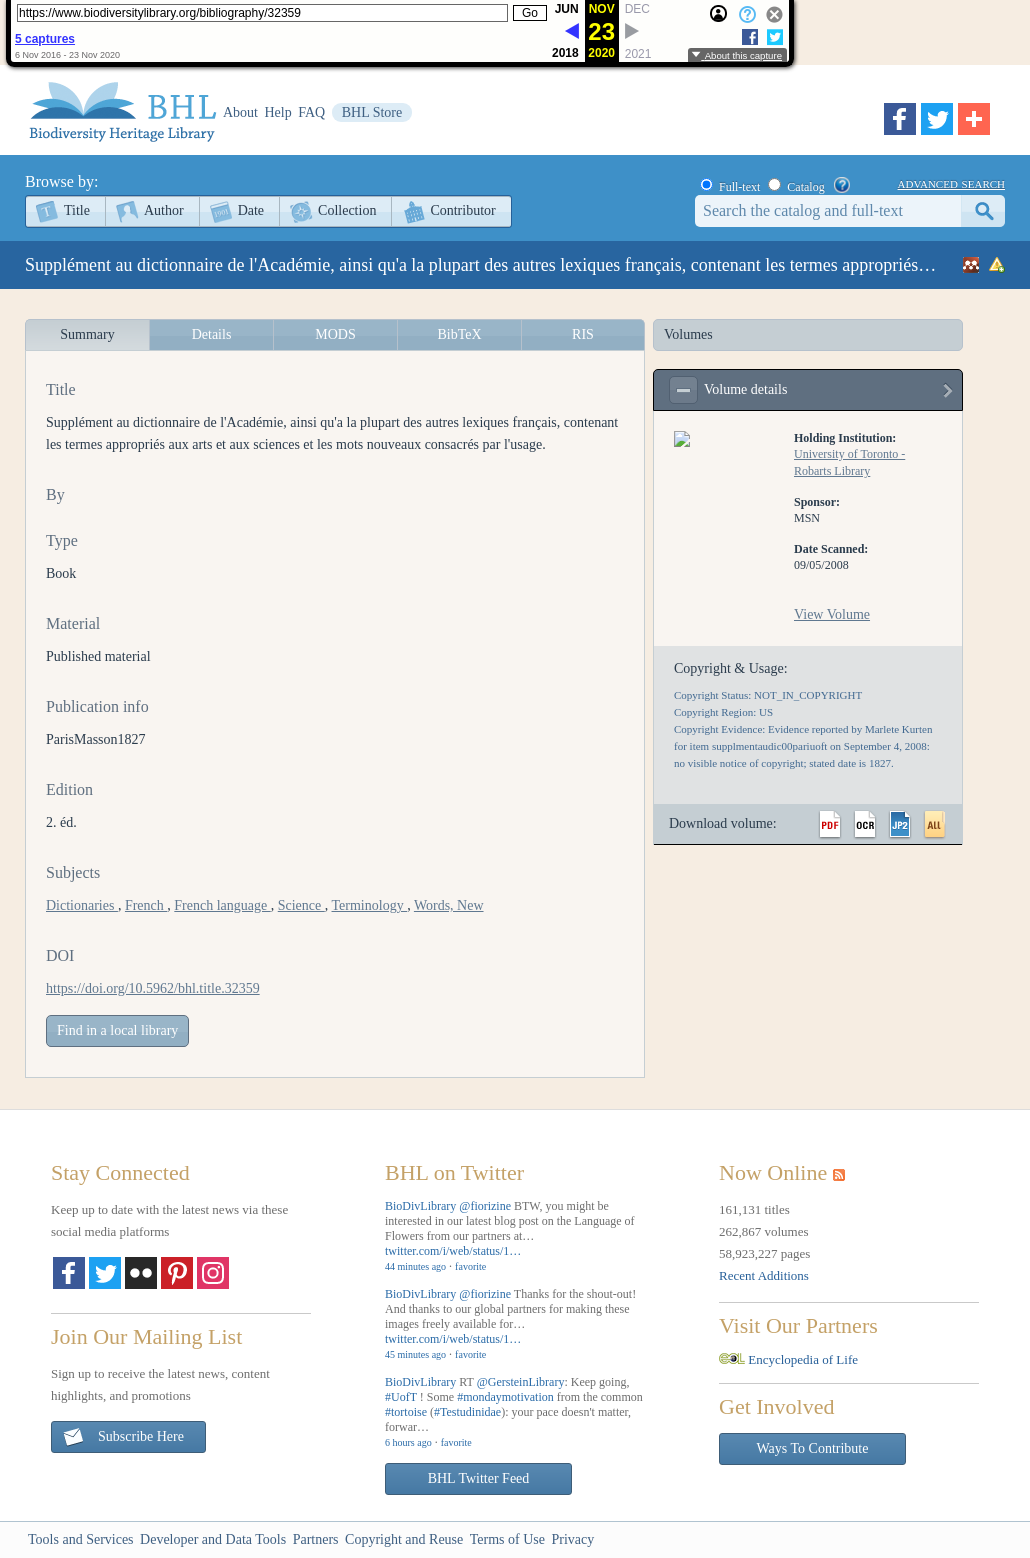 https://www.biodiversitylibrary.org/bibliography/32359 Go JUN NOV DEC
5 captures 23
6 Nov 2016 - 23 Nov 2020 2018 2020 2021 About this capture
BHL
Biodiversity Heritage Library
About Help FAQ BHL Store
Browse by:
Title Author Date Collection Contributor
Full-text Catalog ? ADVANCED SEARCH
Search the catalog and full-text
Supplément au dictionnaire de l'Académie, ainsi qu'a la plupart des autres lexiques français, contenant les termes appropriés…
Summary Details MODS BibTeX RIS
Title
Supplément au dictionnaire de l'Académie, ainsi qu'a la plupart des autres lexiques français, contenant
les termes appropriés aux arts et aux sciences et les mots nouveaux consacrés par l'usage.
By
Type
Book
Material
Published material
Publication info
ParisMasson1827
Edition
2. éd.
Subjects
Dictionaries , French , French language , Science , Terminology , Words, New
DOI
https://doi.org/10.5962/bhl.title.32359
Find in a local library
Volumes
Volume details
Holding Institution:
University of Toronto -
Robarts Library
Sponsor:
MSN
Date Scanned:
09/05/2008
View Volume
Copyright & Usage:
Copyright Status: NOT_IN_COPYRIGHT
Copyright Region: US
Copyright Evidence: Evidence reported by Marlete Kurten
for item supplmentaudic00pariuoft on September 4, 2008:
no visible notice of copyright; stated date is 1827.
Download volume: PDF OCR JP2 ALL
Stay Connected
Keep up to date with the latest news via these
social media platforms
Join Our Mailing List
Sign up to receive the latest news, content
highlights, and promotions
Subscribe Here
BHL on Twitter
BioDivLibrary @fiorizine BTW, you might be
interested in our latest blog post on the Language of
Flowers from our partners at…
twitter.com/i/web/status/1…
44 minutes ago · favorite
BioDivLibrary @fiorizine Thanks for the shout-out!
And thanks to our global partners for making these
images freely available for…
twitter.com/i/web/status/1…
45 minutes ago · favorite
BioDivLibrary RT @GersteinLibrary: Keep going,
#UofT ! Some #mondaymotivation from the common
#tortoise (#Testudinidae): your pace doesn't matter,
forwar…
6 hours ago · favorite
BHL Twitter Feed
Now Online
161,131 titles
262,867 volumes
58,923,227 pages
Recent Additions
Visit Our Partners
Encyclopedia of Life
Get Involved
Ways To Contribute
Tools and Services Developer and Data Tools Partners Copyright and Reuse Terms of Use Privacy